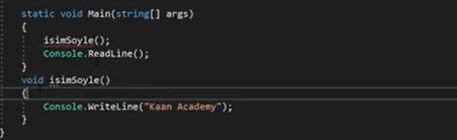 static void Main(string[] args)
{
isimSoyle();
Console.ReadLine();
}
void isimSoyle()
{
Console.WriteLine("Kaan Academy");
}
}